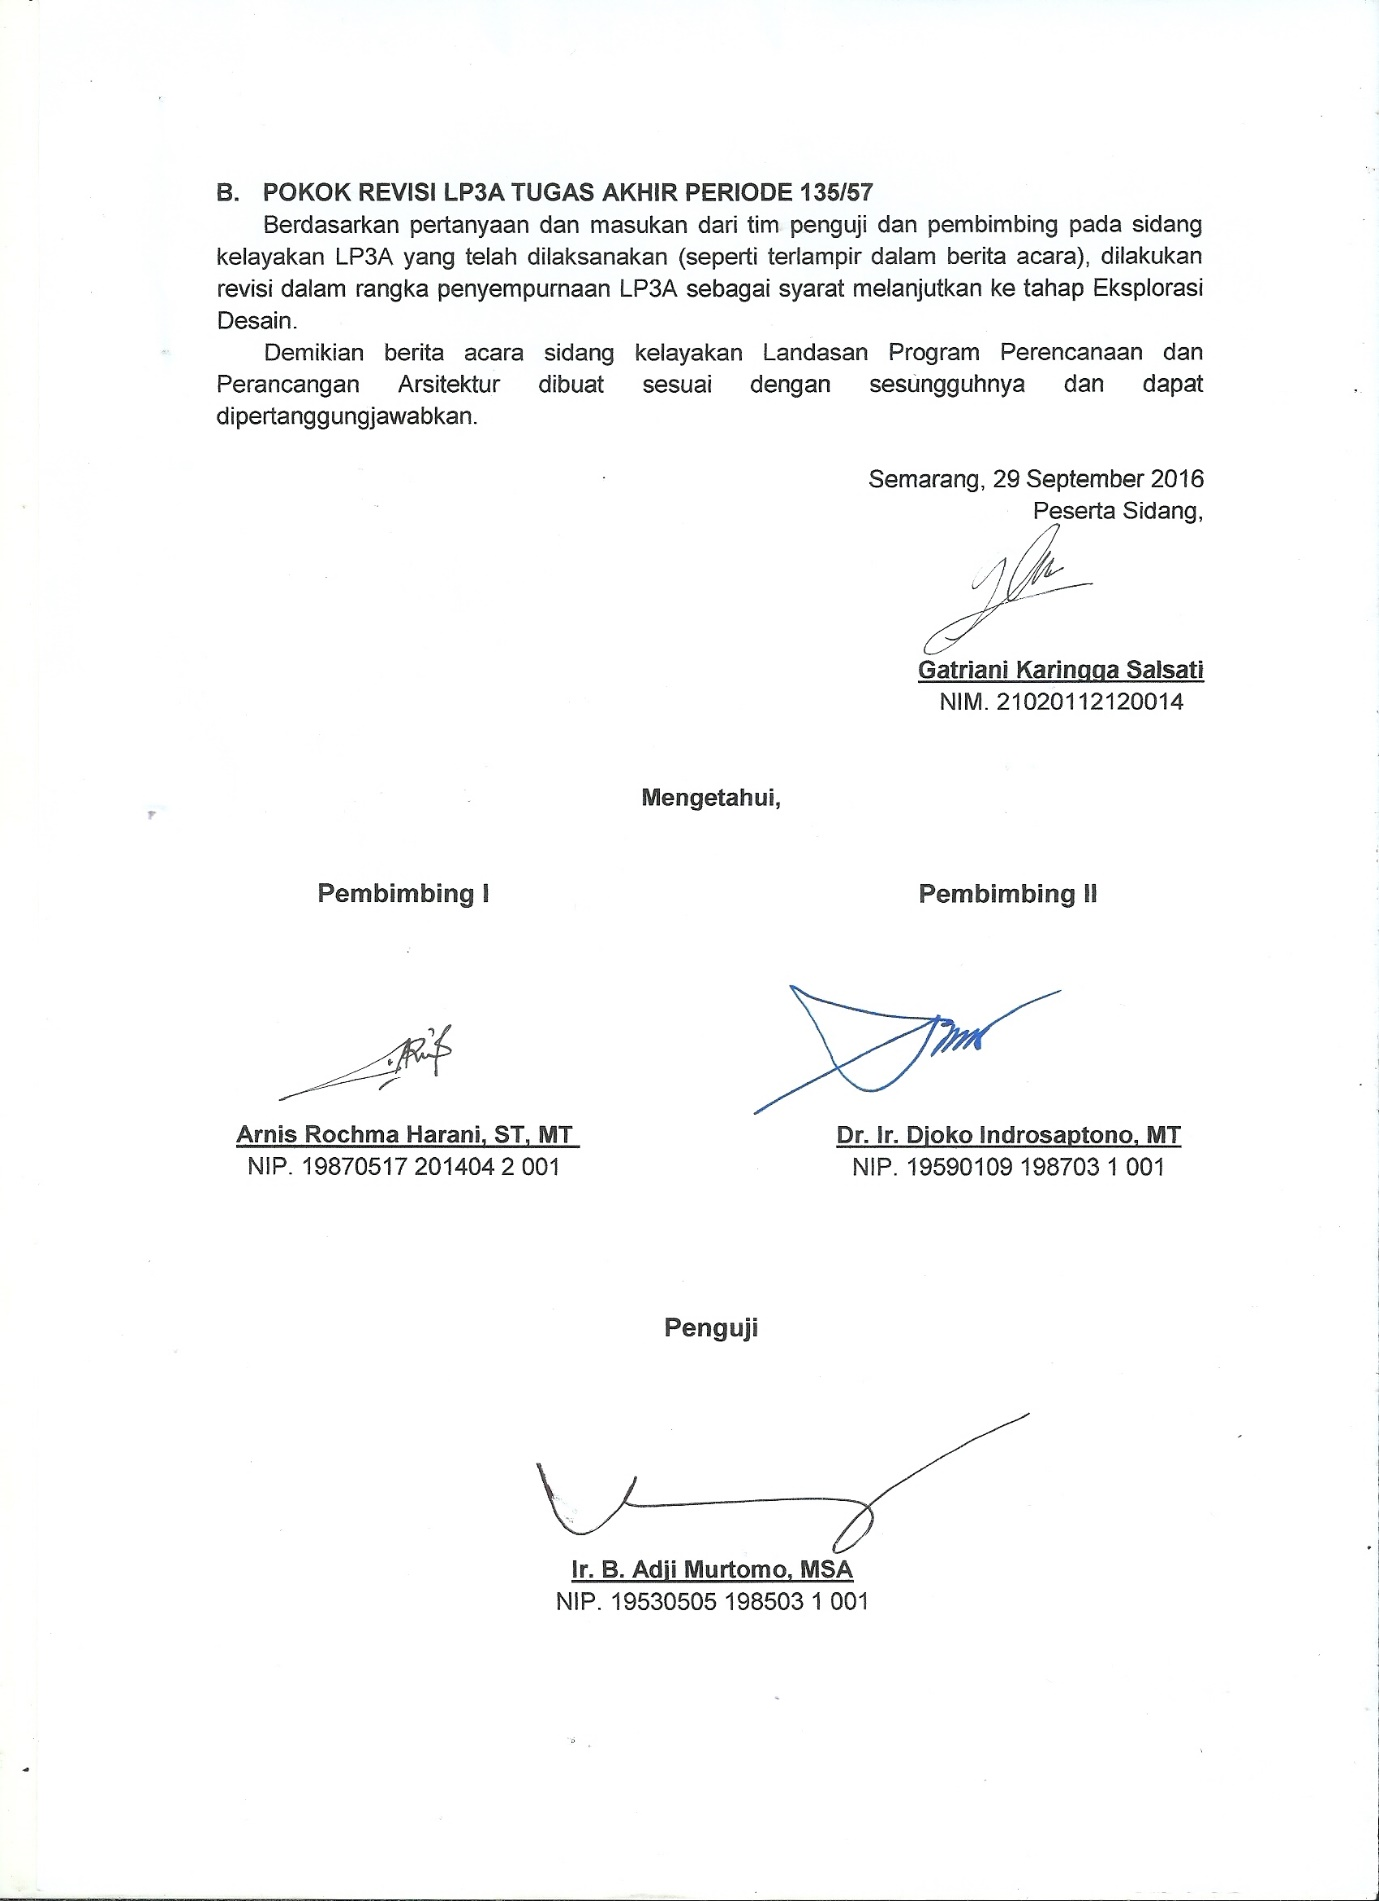 B. POKOK REVISI LP3A TUGAS AKHIR PERIODE 135/57
Berdasarkan pertanyaan dan masukan dari tim penguji dan pembimbing pada sidang
kelayakan LP3A yang telah dilaksanakan (seperti terlampir dalam berita acara), dilakukan
revisi dalam rangka penyempurnaan LP3A sebagai syarat melanjutkan ke tahap Eksplorasi
Desain.
Demikian berita acara sidang kelayakan Landasan Program Perencanaan dan
Perancangan Arsitektur dibuat sesuai dengan sesungguhnya dan dapat
dipertanggungjawabkan.
Semarang, 29 September 2016
Peserta Sidang,
Gatriani Karingga Salsati
NIM. 21020112120014
Mengetahui,
Pembimbing I
Pembimbing II
Arnis Rochma Harani, ST, MT
Dr. Ir. Djoko Indrosaptono, MT
NIP. 19870517 201404 2 001
NIP. 19590109 198703 1 001
Penguji
Ir. B. Adji Murtomo, MSA
NIP. 19530505 198503 1 001